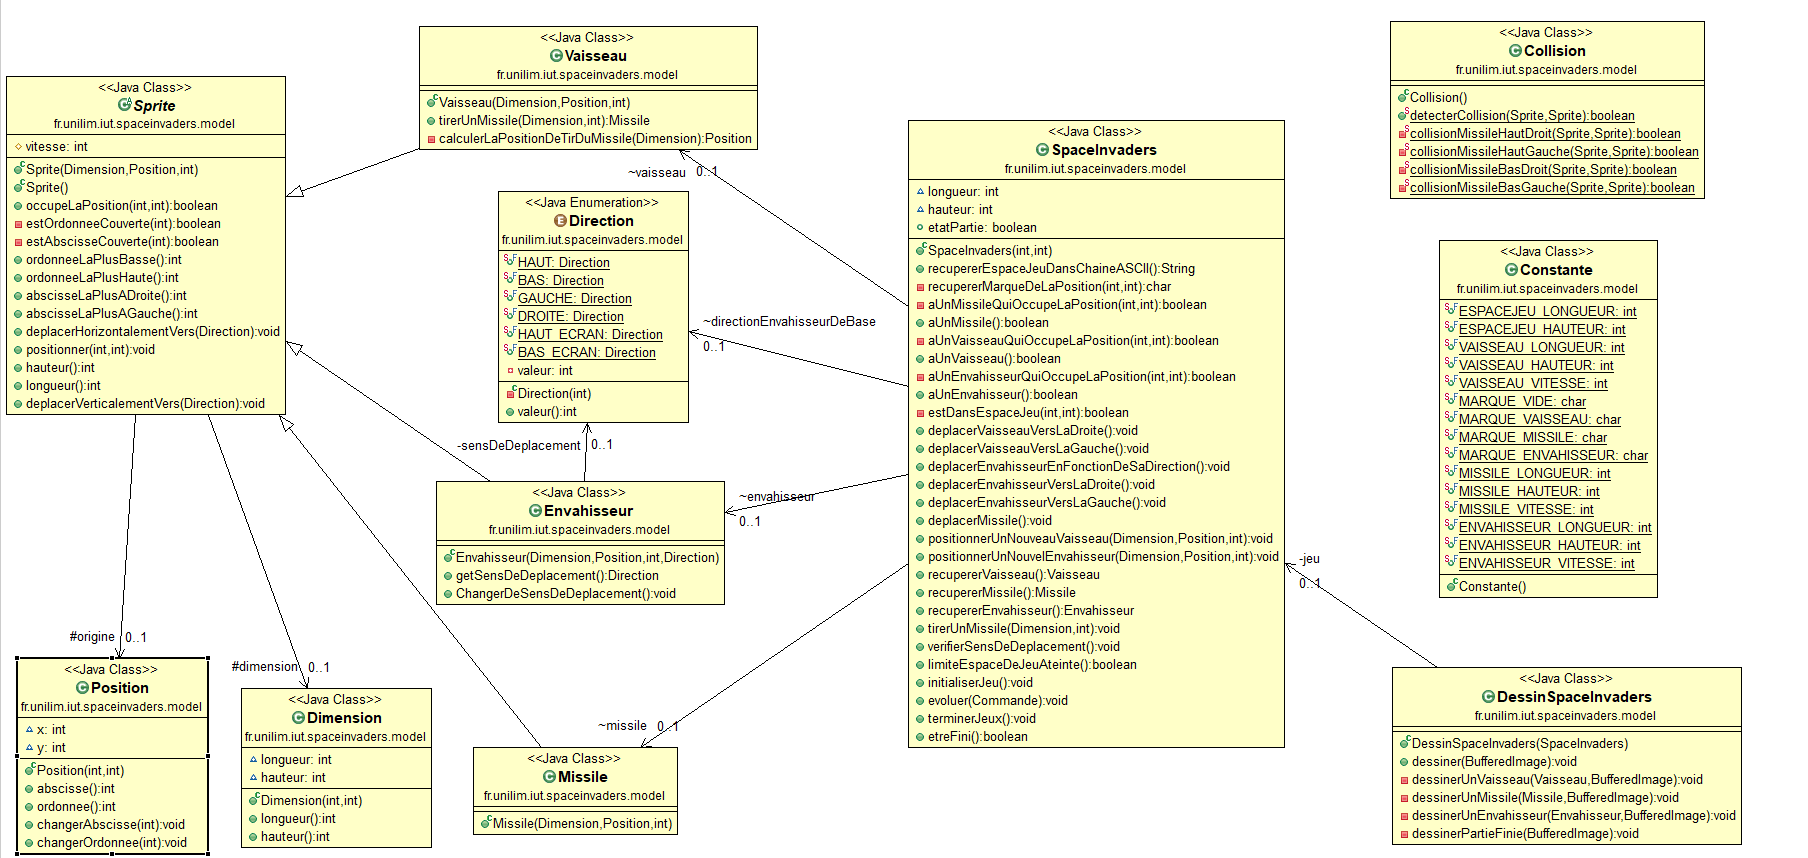 <<Java Class>>
Sprite
fr.unilim.iut.spaceinvaders.model
vitesse: int
Sprite(Dimension,Position,int)
Sprite()
occupeLaPosition(int,int):boolean
estOrdonneeCouverte(int):boolean
estAbscisseCouverte(int):boolean
ordonneeLaPlusBasse():int
ordonneeLaPlusHaute():int
abscisseLaPlusADroite():int
abscisseLaPlusAGauche():int
deplacerHorizontalementVers(Direction):void
positionner(int,int):void
hauteur():int
longueur():int
deplacerVerticalementVers(Direction):void
<<Java Class>>
Vaisseau
fr.unilim.iut.spaceinvaders.model
Vaisseau(Dimension,Position,int)
tirerUnMissile(Dimension,int):Missile
calculerLaPositionDeTirDuMissile(Dimension):Position
~vaisseau 0..1
<<Java Enumeration>>
Direction
fr.unilim.iut.spaceinvaders.model
HAUT: Direction
BAS: Direction
GAUCHE: Direction
DROITE: Direction
HAUT_ECRAN: Direction
BAS_ECRAN: Direction
valeur: int
Direction(int)
valeur():int
~directionEnvahisseurDeBase
0..1
-sensDeDeplacement 0..1
<<Java Class>>
Envahisseur
fr.unilim.iut.spaceinvaders.model
Envahisseur(Dimension,Position,int,Direction)
getSensDeDeplacement():Direction
ChangerDeSensDeDeplacement():void
~envahisseur
0..1
#origine 0..1
<<Java Class>>
Position
fr.unilim.iut.spaceinvaders.model
x: int
y: int
Position(int,int)
abscisse():int
ordonnee():int
changerAbscisse(int):void
changerOrdonnee(int):void
#dimension 0..1
<<Java Class>>
Dimension
fr.unilim.iut.spaceinvaders.model
longueur: int
hauteur: int
Dimension(int,int)
longueur():int
hauteur():int
~missile 0..1
<<Java Class>>
Missile
fr.unilim.iut.spaceinvaders.model
Missile(Dimension,Position,int)
<<Java Class>>
SpaceInvaders
fr.unilim.iut.spaceinvaders.model
longueur: int
hauteur: int
etatPartie: boolean
SpaceInvaders(int,int)
recupererEspaceJeuDansChaineASCII():String
recupererMarqueDeLaPosition(int,int):char
aUnMissileQuiOccupeLaPosition(int,int):boolean
aUnMissile():boolean
aUnVaisseauQuiOccupeLaPosition(int,int):boolean
aUnVaisseau():boolean
aUnEnvahisseurQuiOccupeLaPosition(int,int):boolean
aUnEnvahisseur():boolean
estDansEspaceJeu(int,int):boolean
deplacerVaisseauVersLaDroite():void
deplacerVaisseauVersLaGauche():void
deplacerEnvahisseurEnFonctionDeSaDirection():void
deplacerEnvahisseurVersLaDroite():void
deplacerEnvahisseurVersLaGauche():void
deplacerMissile():void
positionnerUnNouveauVaisseau(Dimension,Position,int):void
positionnerUnNouvelEnvahisseur(Dimension,Position,int):void
recupererVaisseau():Vaisseau
recupererMissile():Missile
recupererEnvahisseur():Envahisseur
tirerUnMissile(Dimension,int):void
verifierSensDeDeplacement():void
limiteEspaceDeJeuAteinte():boolean
initialiserJeu():void
evoluer(Commande):void
terminerJeux():void
etreFini():boolean
-jeu
0..1
<<Java Class>>
Collision
fr.unilim.iut.spaceinvaders.model
Collision()
detecterCollision(Sprite,Sprite):boolean
collisionMissileHautDroit(Sprite,Sprite):boolean
collisionMissileHautGauche(Sprite,Sprite):boolean
collisionMissileBasDroit(Sprite,Sprite):boolean
collisionMissileBasGauche(Sprite,Sprite):boolean
<<Java Class>>
Constante
fr.unilim.iut.spaceinvaders.model
ESPACEJEU_LONGUEUR: int
ESPACEJEU_HAUTEUR: int
VAISSEAU_LONGUEUR: int
VAISSEAU_HAUTEUR: int
VAISSEAU_VITESSE: int
MARQUE_VIDE: char
MARQUE_VAISSEAU: char
MARQUE_MISSILE: char
MARQUE_ENVAHISSEUR: char
MISSILE_LONGUEUR: int
MISSILE_HAUTEUR: int
MISSILE_VITESSE: int
ENVAHISSEUR_LONGUEUR: int
ENVAHISSEUR_HAUTEUR: int
ENVAHISSEUR_VITESSE: int
Constante()
<<Java Class>>
DessinSpaceInvaders
fr.unilim.iut.spaceinvaders.model
DessinSpaceInvaders(SpaceInvaders)
dessiner(BufferedImage):void
dessinerUnVaisseau(Vaisseau,BufferedImage):void
dessinerUnMissile(Missile,BufferedImage):void
dessinerUnEnvahisseur(Envahisseur,BufferedImage):void
dessinerPartieFinie(BufferedImage):void